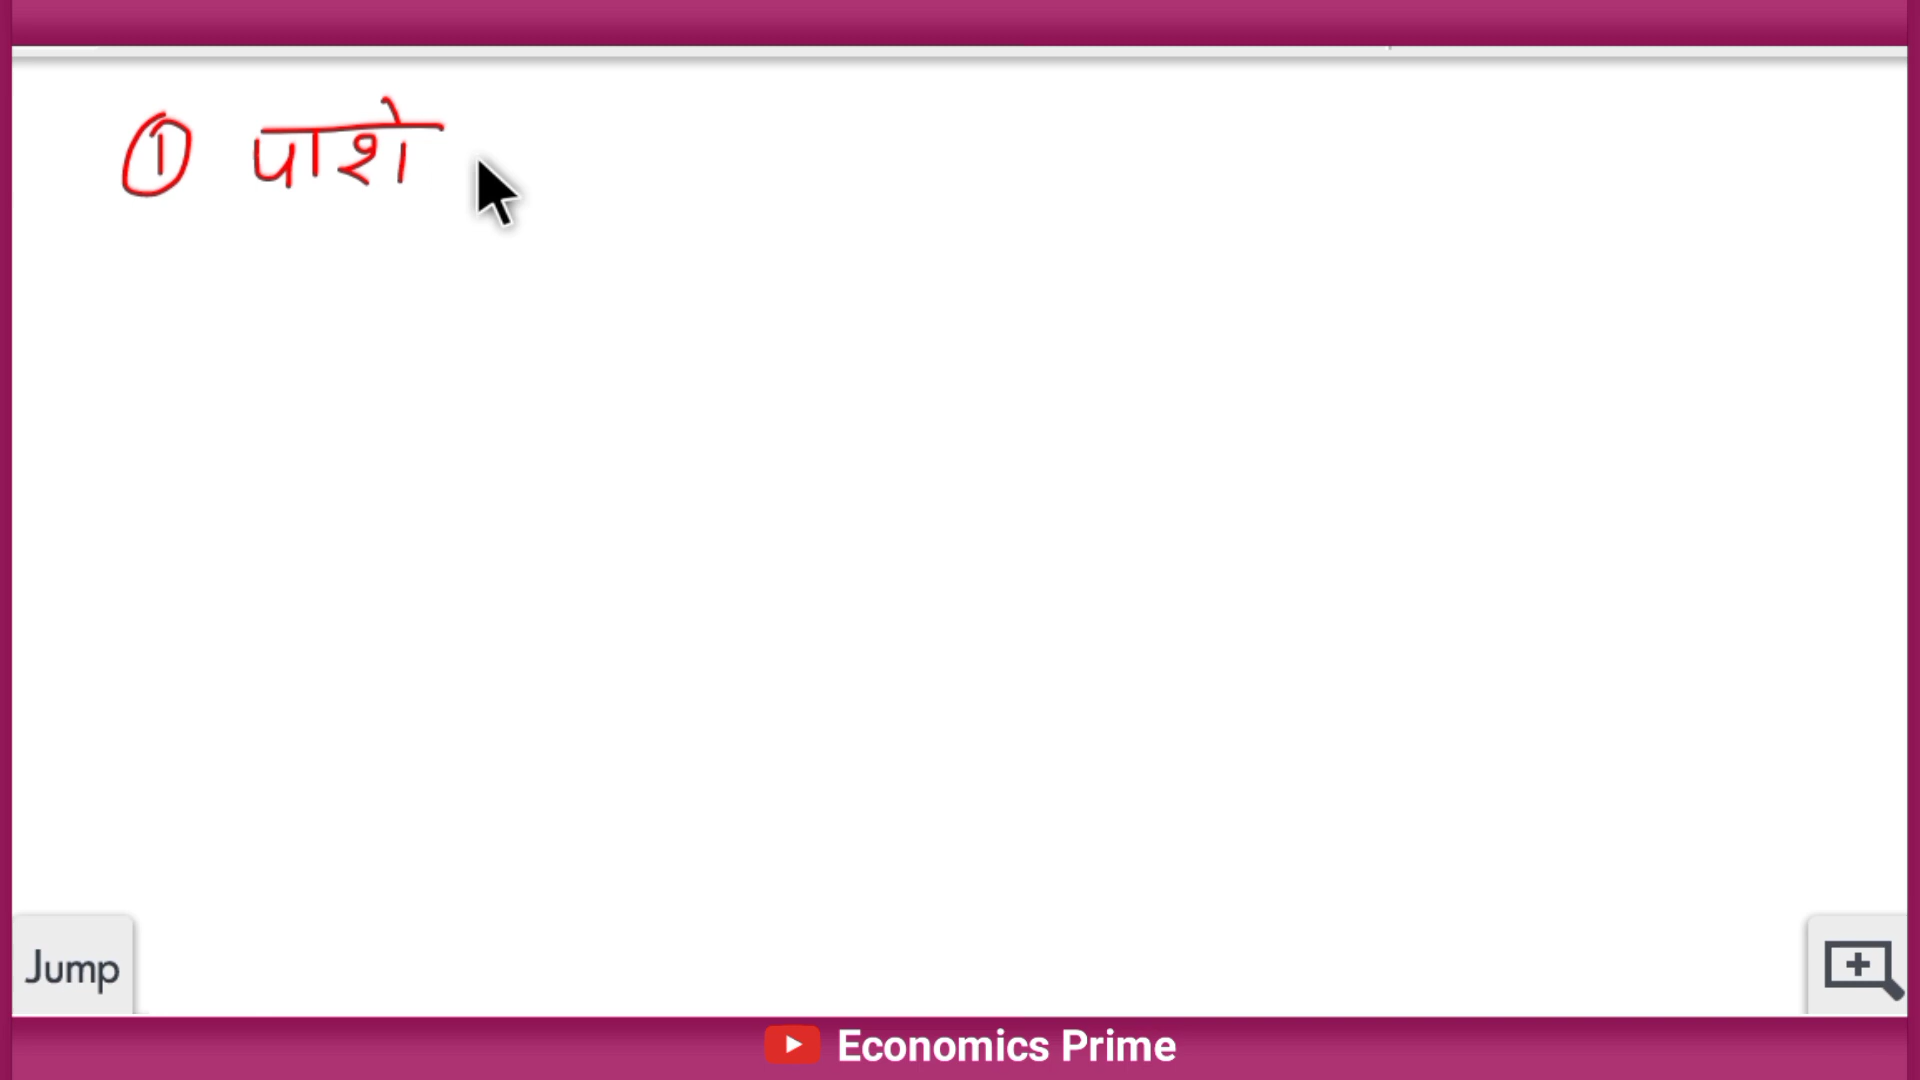 ① पाशे
Jump
Economics Prime